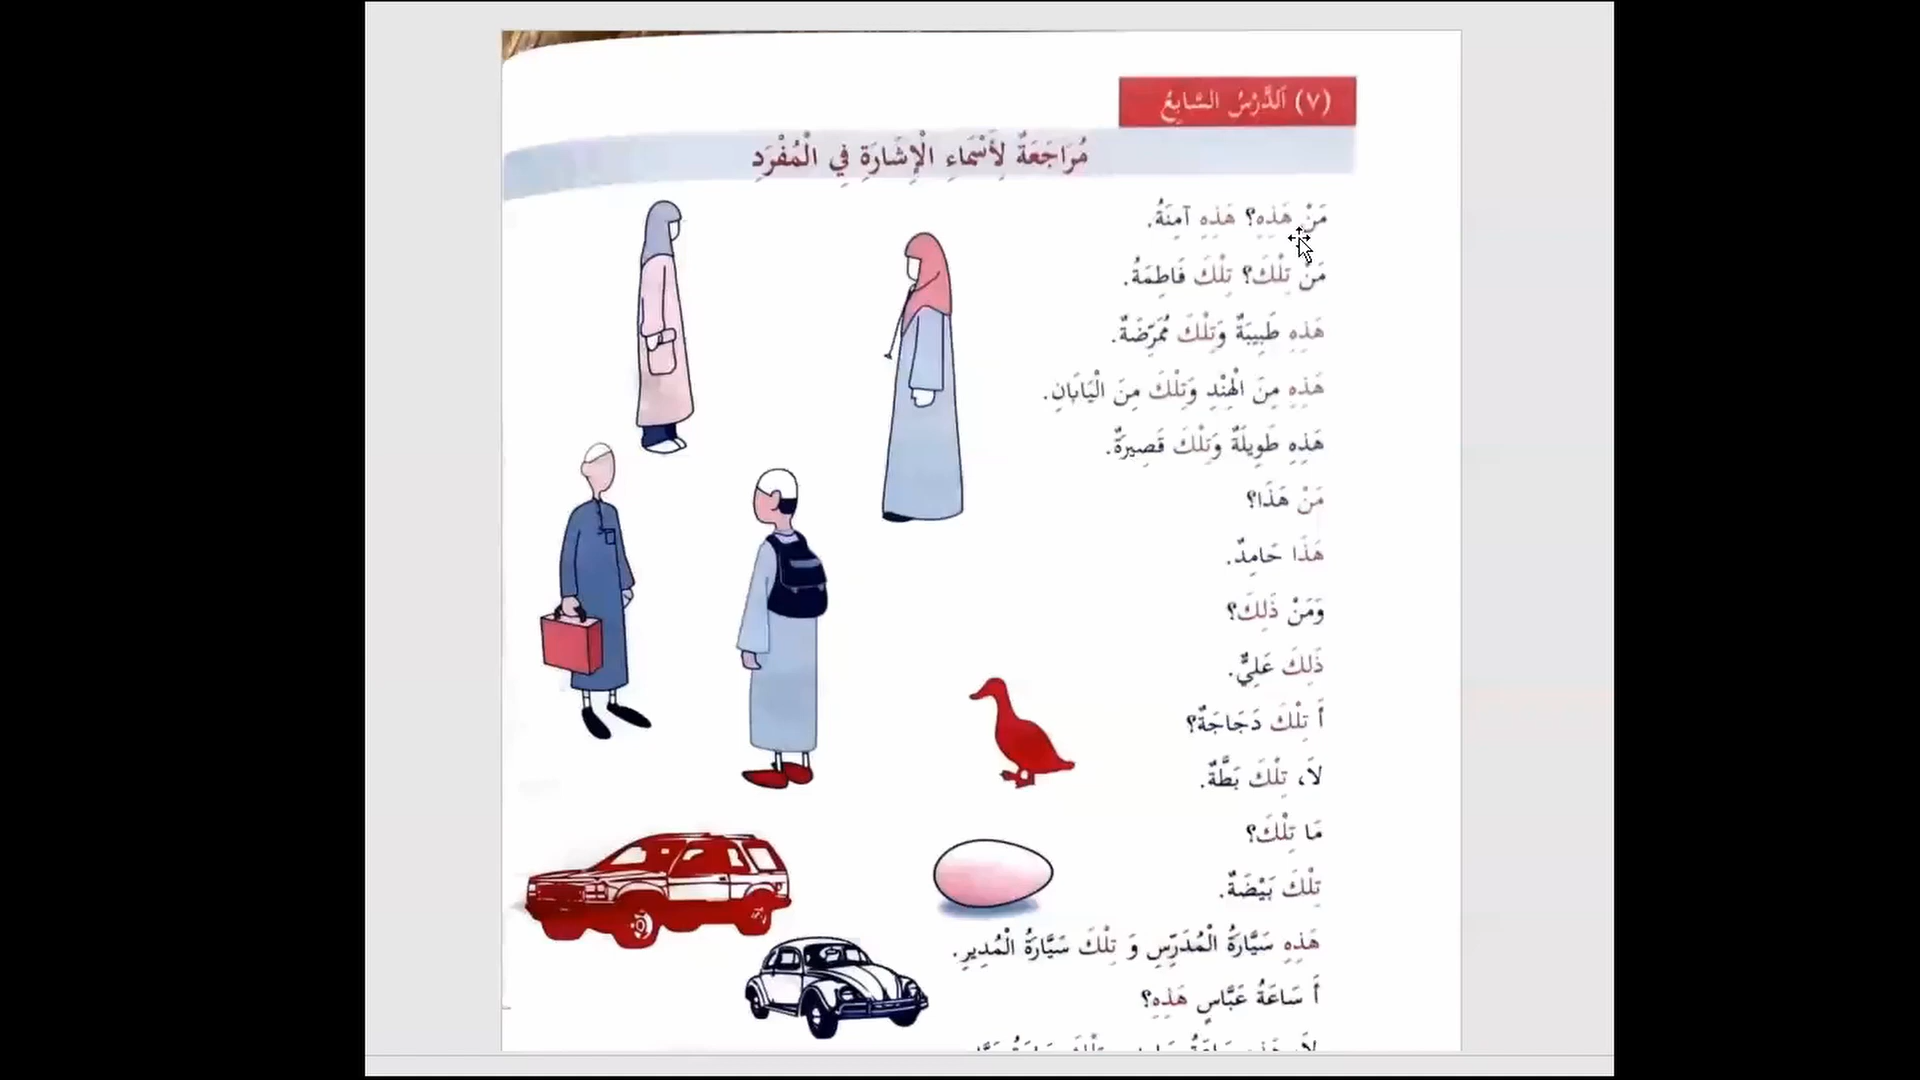 (٧) اَلدَّرْسُ السَّابِعُ
مُرَاجَعَةٌ لِأَسْمَاءِ الْإِشَارَةِ فِي الْمُفْرَدِ
مَنْ هَذِهِ؟ هَذِهِ آمِنَةُ.
مَنْ تِلْكَ؟ تِلْكَ فَاطِمَةُ.
هَذِهِ طَبِيبَةٌ وَتِلْكَ مُمَرِّضَةٌ.
هَذِهِ مِنَ الْهِنْدِ وَتِلْكَ مِنَ الْيَابَانِ.
هَذِهِ طَوِيلَةٌ وَتِلْكَ قَصِيرَةٌ.
مَنْ هَذَا؟
هَذَا حَامِدٌ.
وَمَنْ ذَلِكَ؟
ذَلِكَ عَلِيٌّ.
أَ تِلْكَ دَجَاجَةٌ؟
لَا، تِلْكَ بَطَّةٌ.
مَا تِلْكَ؟
تِلْكَ بَيْضَةٌ.
هَذِهِ سَيَّارَةُ الْمُدَرِّسِ وَ تِلْكَ سَيَّارَةُ الْمُدِيرِ.
أَ سَاعَةُ عَبَّاسٍ هَذِهِ؟